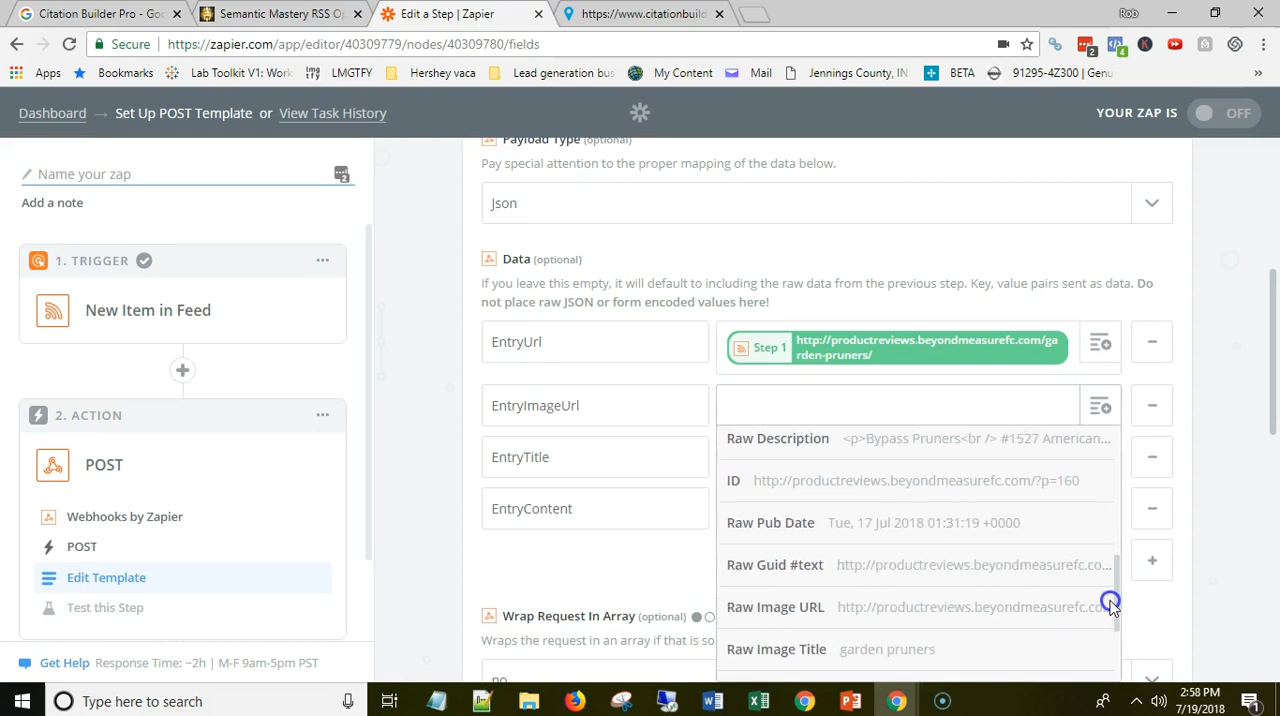 Citation Builder Pro - Goo
Semantic Mastery RSS Op
Edit a Step | Zapier
https://www.citationbuild
Rob
Secure
https://zapier.com/app/editor/40309779/nodes/40309780/fields
Apps
Bookmarks
Lab Toolkit V1: Work
LMGTFY
Hershey vaca
Lead generation bus
My Content
Mail
Jennings County, IN
BETA
91295-4Z300 | Genu
Dashboard → Set Up POST Template or View Task History
YOUR ZAP IS OFF
Name your zap
Add a note
1. TRIGGER
New Item in Feed
2. ACTION
POST
Webhooks by Zapier
POST
Edit Template
Test this Step
Get Help Response Time: ~2h | M-F 9am-5pm PST
Payload Type (optional)
Pay special attention to the proper mapping of the data below.
Json
Data (optional)
If you leave this empty, it will default to including the raw data from the previous step. Key, value pairs sent as data. Do
not place raw JSON or form encoded values here!
EntryUrl
Step 1 http://productreviews.beyondmeasurefc.com/ga
rden-pruners/
EntryImageUrl
EntryTitle
EntryContent
Raw Description <p>Bypass Pruners<br /> #1527 American...
ID http://productreviews.beyondmeasurefc.com/?p=160
Raw Pub Date Tue, 17 Jul 2018 01:31:19 +0000
Raw Guid #text http://productreviews.beyondmeasurefc.co...
Raw Image URL http://productreviews.beyondmeasurefc.co
Raw Image Title garden pruners
Wrap Request In Array (optional)
Wraps the request in an array if that is so
no
Type here to search
2:58 PM
7/19/2018